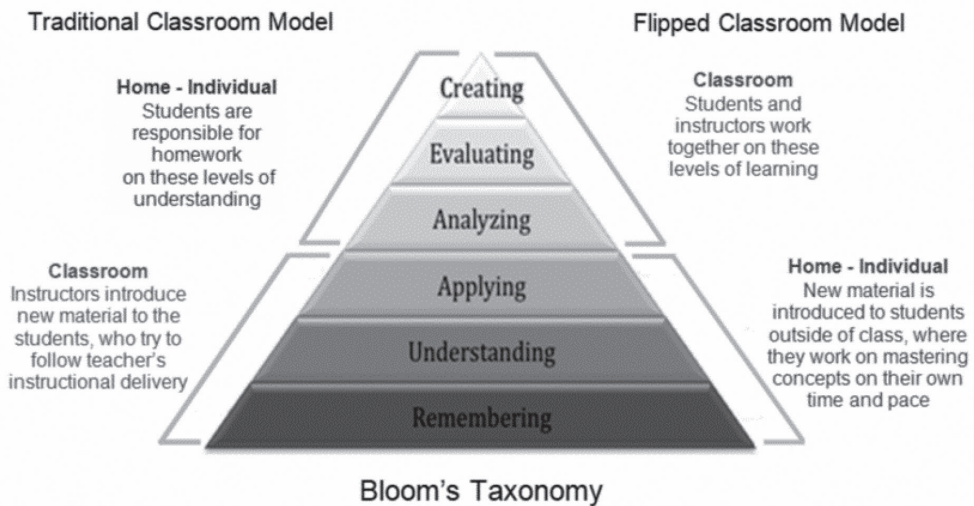 Traditional Classroom Model
Flipped Classroom Model
Home - Individual
Students are
responsible for
homework
on these levels of
understanding
Classroom
Instructors introduce
new material to the
students, who try to
follow teacher's
instructional delivery
Creating
Evaluating
Analyzing
Applying
Understanding
Remembering
Classroom
Students and
instructors work
together on these
levels of learning
Home - Individual
New material is
introduced to students
outside of class, where
they work on mastering
concepts on their own
time and pace
Bloom's Taxonomy